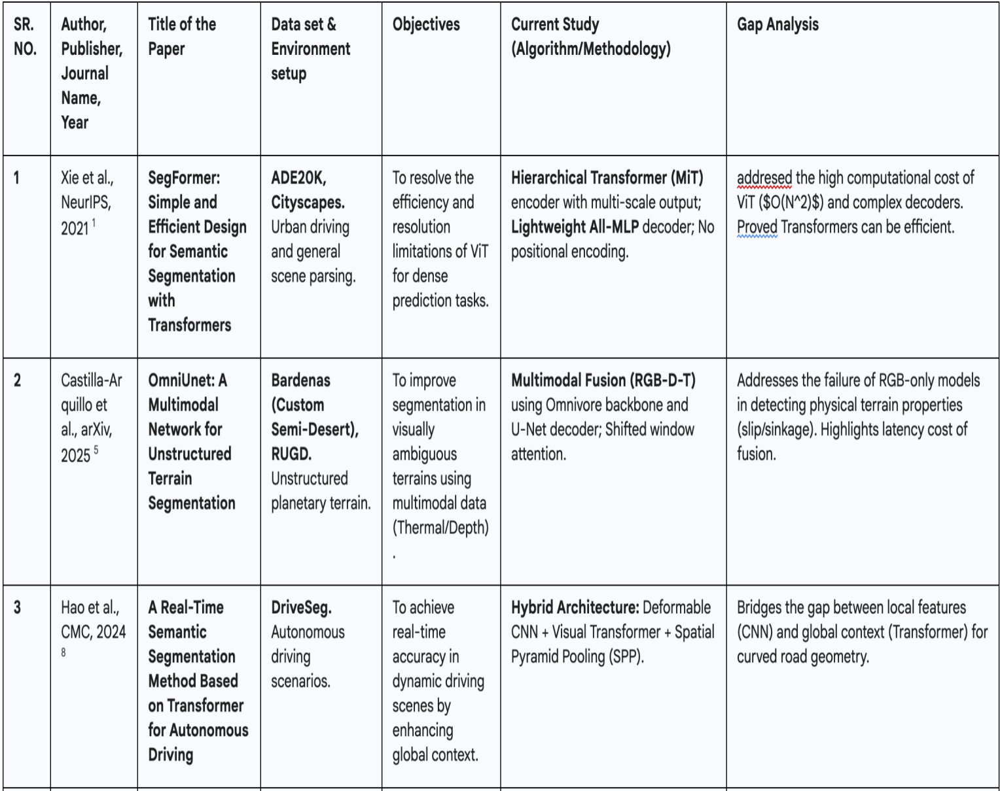 SR.
NO.
Author,
Publisher,
Journal
Name,
Year
Title of the
Paper
Data set &
Environment
setup
Objectives
Current Study
(Algorithm/Methodology)
Gap Analysis
1
Xie et al.,
NeurIPS,
2021 1
SegFormer:
Simple and
Efficient Design
for Semantic
Segmentation
with
Transformers
ADE20K,
Cityscapes.
Urban driving
and general
scene parsing.
To resolve the
efficiency and
resolution
limitations of ViT
for dense
prediction tasks.
Hierarchical Transformer (MiT)
encoder with multi-scale output;
Lightweight All-MLP decoder; No
positional encoding.
addresed the high computational cost of
ViT ($O(N^2)$) and complex decoders.
Proved Transformers can be efficient.
2
Castilla-Ar
quillo et
al., arXiv,
2025 5
OmniUnet: A
Multimodal
Network for
Unstructured
Terrain
Segmentation
Bardenas
(Custom
Semi-Desert),
RUGD.
Unstructured
planetary terrain.
To improve
segmentation in
visually
ambiguous
terrains using
multimodal data
(Thermal/Depth)
.
Multimodal Fusion (RGB-D-T)
using Omnivore backbone and
U-Net decoder; Shifted window
attention.
Addresses the failure of RGB-only models
in detecting physical terrain properties
(slip/sinkage). Highlights latency cost of
fusion.
3
Hao et al.,
CMC, 2024
8
A Real-Time
Semantic
Segmentation
Method Based
on Transformer
for Autonomous
Driving
DriveSeg.
Autonomous
driving
scenarios.
To achieve
real-time
accuracy in
dynamic driving
scenes by
enhancing
global context.
Hybrid Architecture: Deformable
CNN + Visual Transformer + Spatial
Pyramid Pooling (SPP).
Bridges the gap between local features
(CNN) and global context (Transformer) for
curved road geometry.